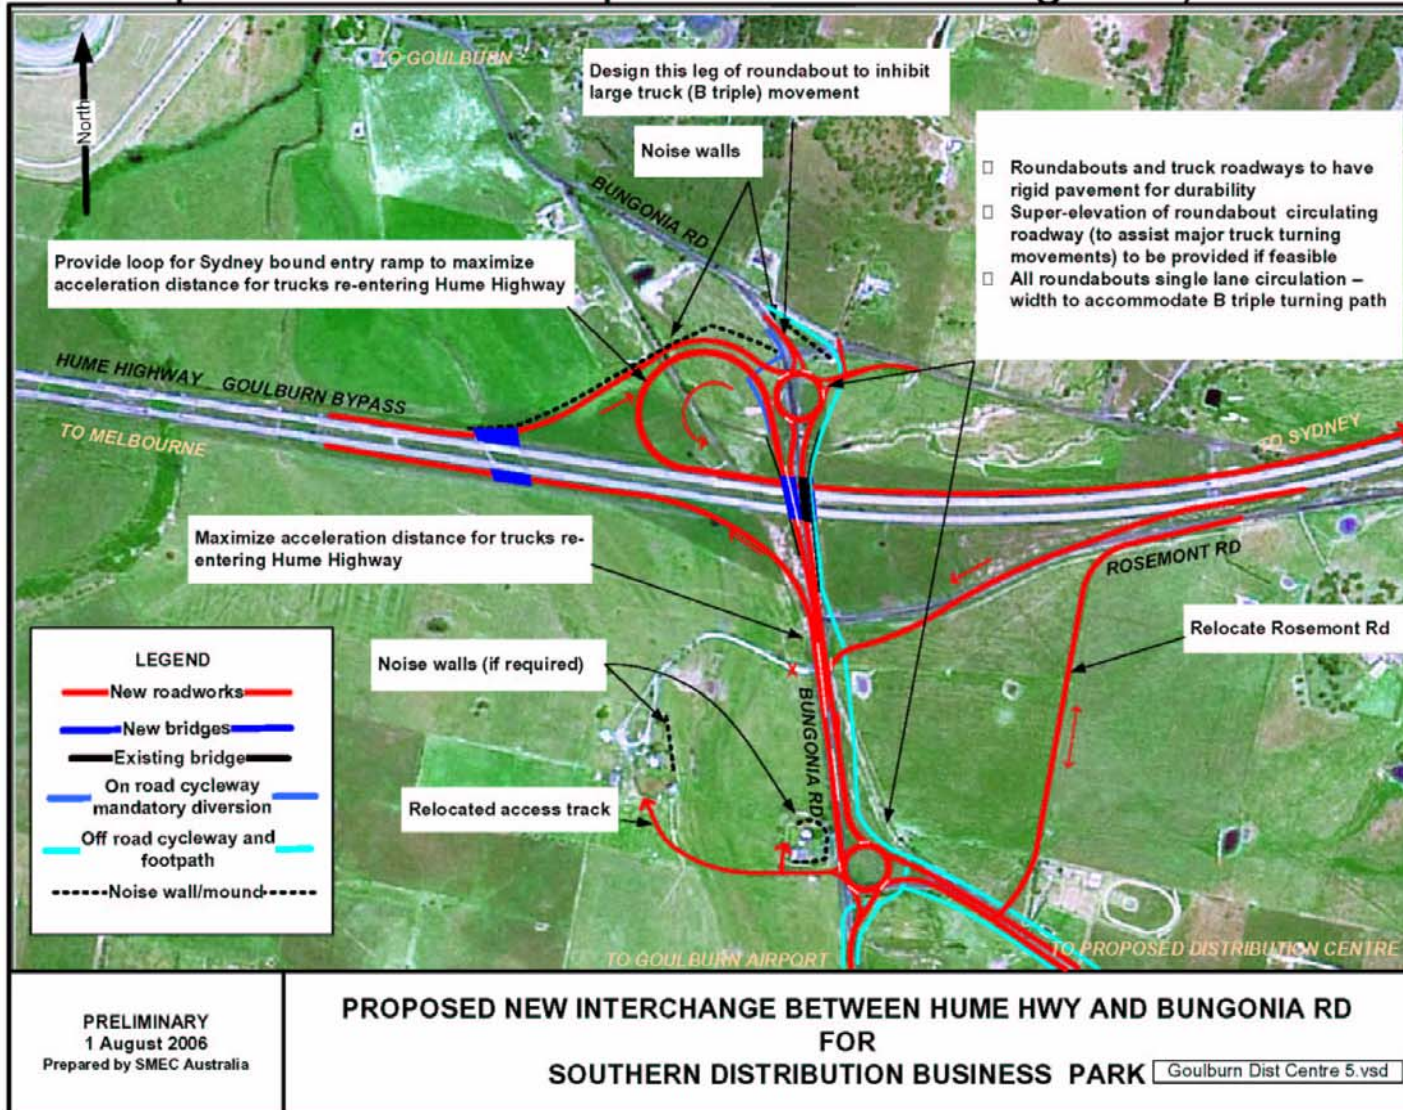 North
TO GOULBURN
Design this leg of roundabout to inhibit
large truck (B triple) movement
Noise walls
BUNGONIA RD
Roundabouts and truck roadways to have
rigid pavement for durability
Super-elevation of roundabout circulating
roadway (to assist major truck turning
movements) to be provided if feasible
All roundabouts single lane circulation –
width to accommodate B triple turning path
Provide loop for Sydney bound entry ramp to maximize
acceleration distance for trucks re-entering Hume Highway
HUME HIGHWAY GOULBURN BYPASS
TO MELBOURNE
TO SYDNEY
Maximize acceleration distance for trucks re-
entering Hume Highway
ROSEMONT RD
Relocate Rosemont Rd
Noise walls (if required)
BUNGONIA RD
Relocated access track
LEGEND
New roadworks
New bridges
Existing bridge
On road cycleway
mandatory diversion
Off road cycleway and
footpath
Noise wall/mound
TO GOULBURN AIRPORT
TO PROPOSED DISTRIBUTION CENTRE
PRELIMINARY
1 August 2006
Prepared by SMEC Australia
PROPOSED NEW INTERCHANGE BETWEEN HUME HWY AND BUNGONIA RD
FOR
SOUTHERN DISTRIBUTION BUSINESS PARK
Goulburn Dist Centre 5.vsd